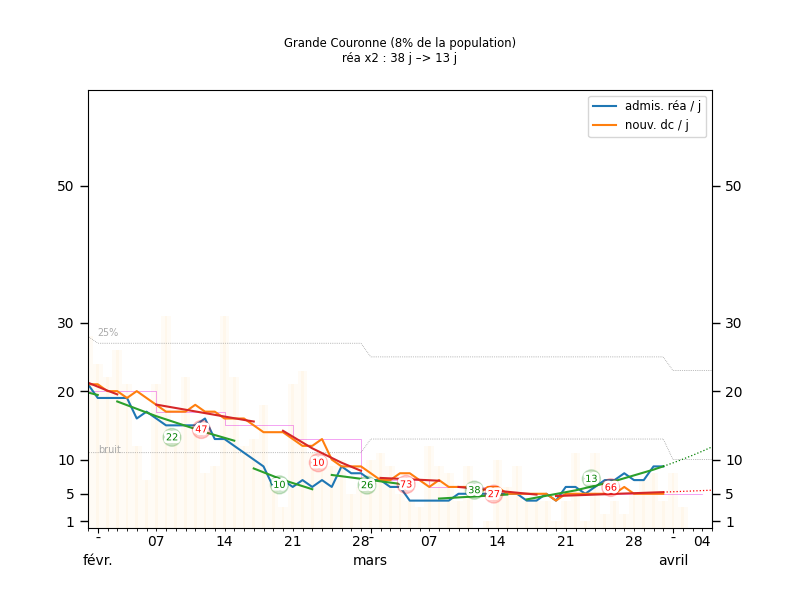 Grande Couronne (8% de la population)
réa x2 : 38 j –> 13 j
admis. réa / j
nouv. dc / j
50 50
30 30
25%
20 20
bruit
10 10
5 5
1 1
22
47
10
10
26
73
38
27
13
66
- 07 14 21 28 - 07 14 21 28 - 04
févr. mars avril